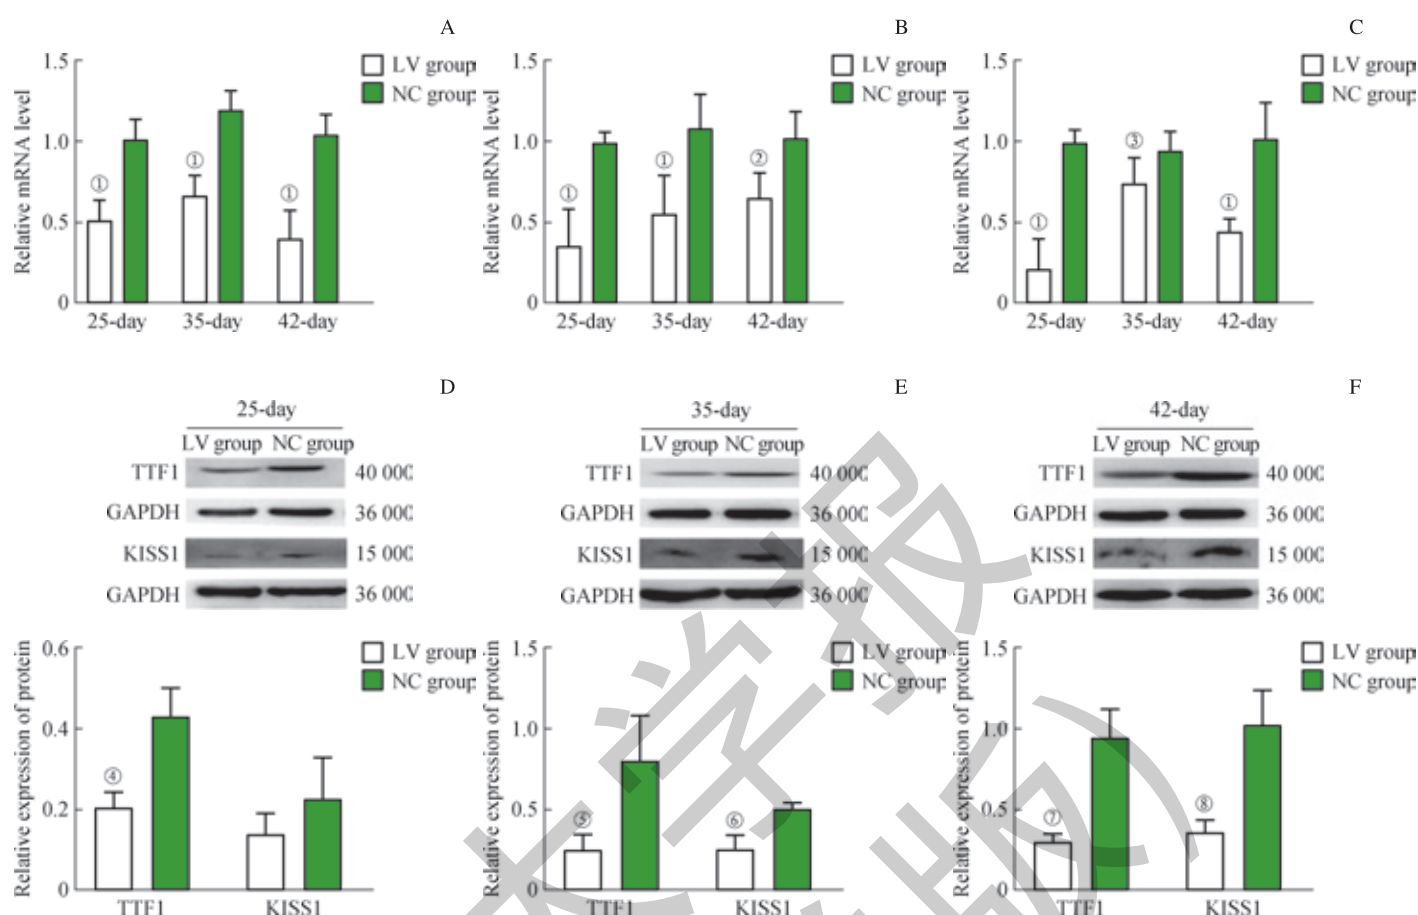 A
1.5
1.0
0.5
0
Relative mRNA level
LV group
NC group
①
①
①
25-day
35-day
42-day
B
1.5
1.0
0.5
0
Relative mRNA level
LV group
NC group
①
①
②
25-day
35-day
42-day
C
1.5
1.0
0.5
0
Relative mRNA level
LV group
NC group
①
③
①
25-day
35-day
42-day
D
25-day
LV group NC group
TTF1 40 000
GAPDH 36 000
KISS1 15 000
GAPDH 36 000
0.6
0.4
0.2
0
Relative expression of protein
LV group
NC group
④
TTF1
KISS1
E
35-day
LV group NC group
TTF1 40 000
GAPDH 36 000
KISS1 15 000
GAPDH 36 000
1.5
1.0
0.5
0
Relative expression of protein
LV group
NC group
⑤
⑥
TTF1
KISS1
F
42-day
LV group NC group
TTF1 40 000
GAPDH 36 000
KISS1 15 000
GAPDH 36 000
1.5
1.0
0.5
0
Relative expression of protein
LV group
NC group
⑦
⑧
TTF1
KISS1
学报
版)